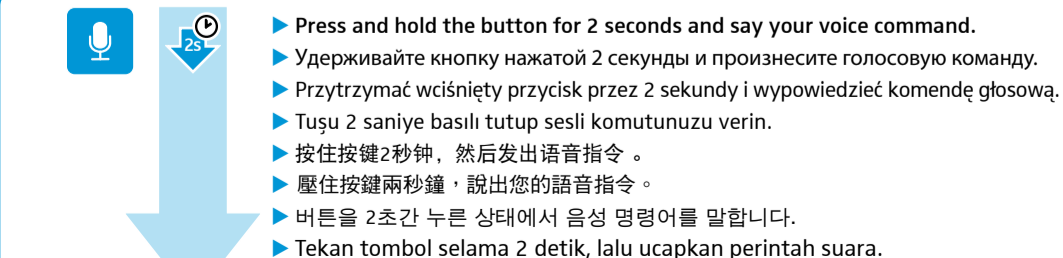 2s
▶ Press and hold the button for 2 seconds and say your voice command.
▶ Удерживайте кнопку нажатой 2 секунды и произнесите голосовую команду.
▶ Przytrzymać wciśnięty przycisk przez 2 sekundy i wypowiedzieć komendę głosową.
▶ Tuşu 2 saniye basılı tutup sesli komutunuzu verin.
▶ 按住按键2秒钟，然后发出语音指令 。
▶ 壓住按鍵兩秒鐘，說出您的語音指令。
▶ 버튼을 2초간 누른 상태에서 음성 명령어를 말합니다.
▶ Tekan tombol selama 2 detik, lalu ucapkan perintah suara.